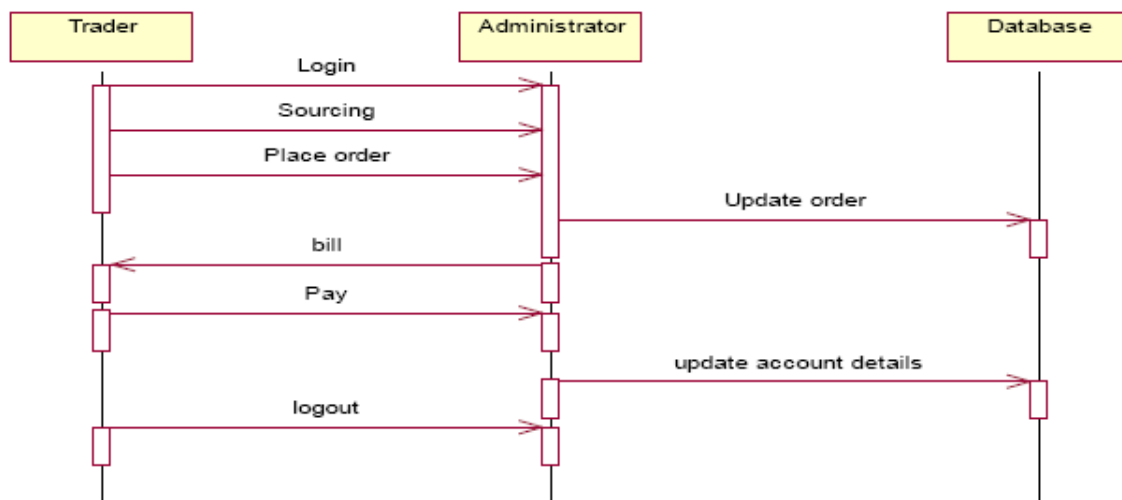 Trader
Administrator
Database
Login
Sourcing
Place order
Update order
bill
Pay
update account details
logout